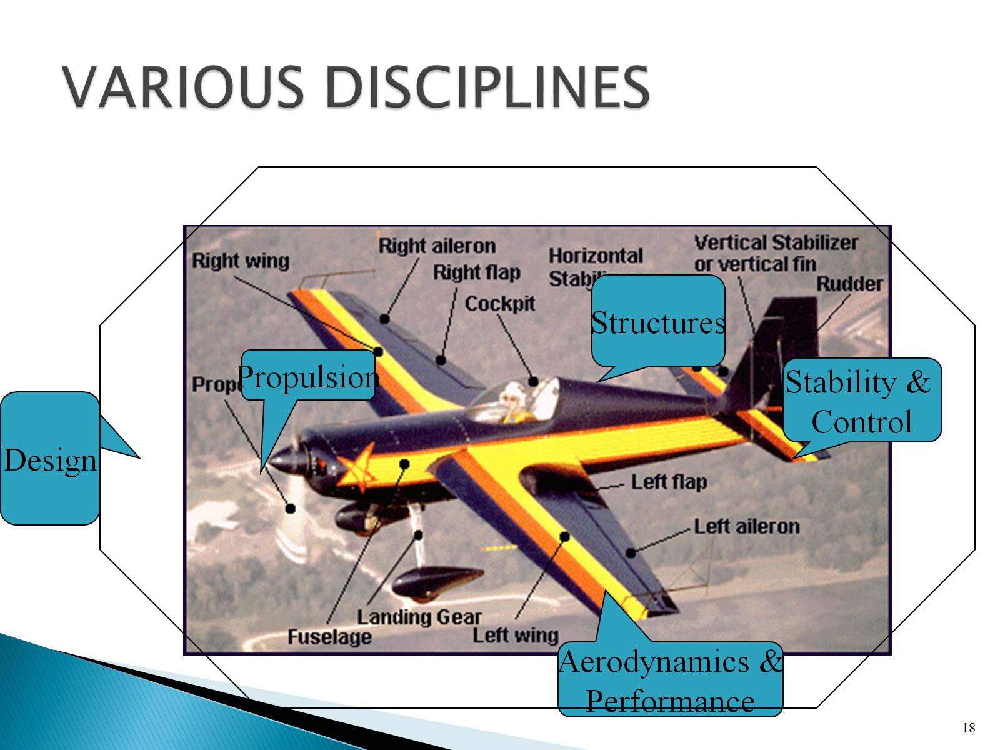 VARIOUS DISCIPLINES
Right aileron
Right wing
Right flap
Cockpit
Horizontal
Vertical Stabilizer
or vertical fin
Rudder
Structures
Propulsion
Stability &
Control
Design
Left flap
Left aileron
Landing Gear
Fuselage
Left wing
Aerodynamics &
Performance
18